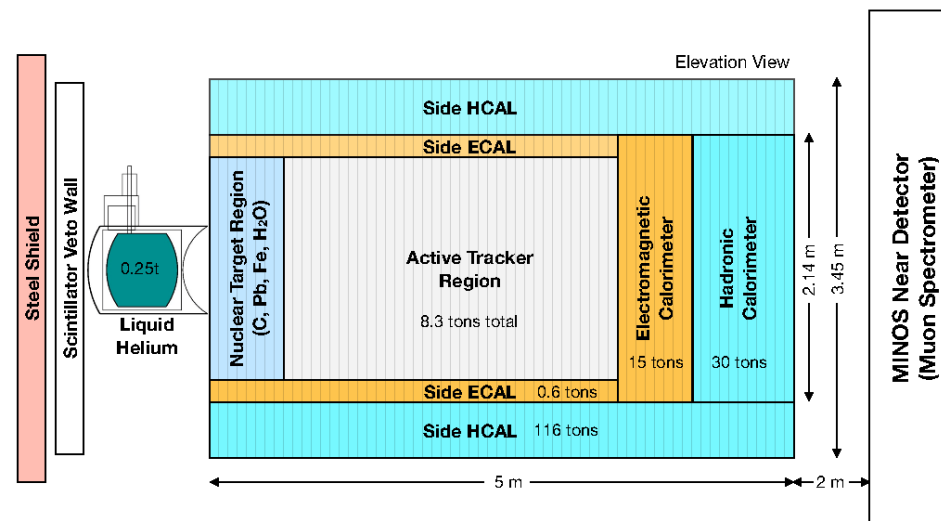 Elevation View
Steel Shield
Scintillator Veto Wall
0.25t
Liquid
Helium
Side HCAL
Side ECAL
Nuclear Target Region
(C, Pb, Fe, H₂O)
Active Tracker
Region
8.3 tons total
Electromagnetic
Calorimeter
15 tons
Hadronic
Calorimeter
30 tons
Side ECAL 0.6 tons
Side HCAL 116 tons
2.14 m
3.45 m
5 m
2 m
MINOS Near Detector
(Muon Spectrometer)